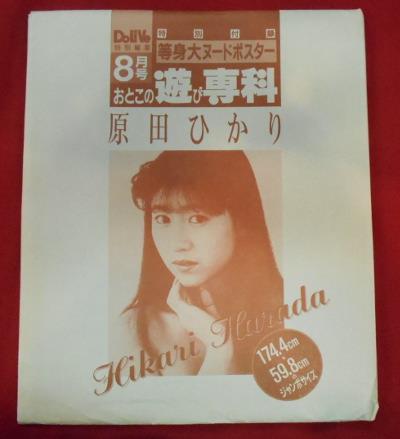 DoLiVe
特別編集
特別付録
等身大ヌードポスター
8月号
おとこの遊び専科
原田ひかり
Hikari Harada
174.4cm
×
59.8cm
の
ジャンボサイズ